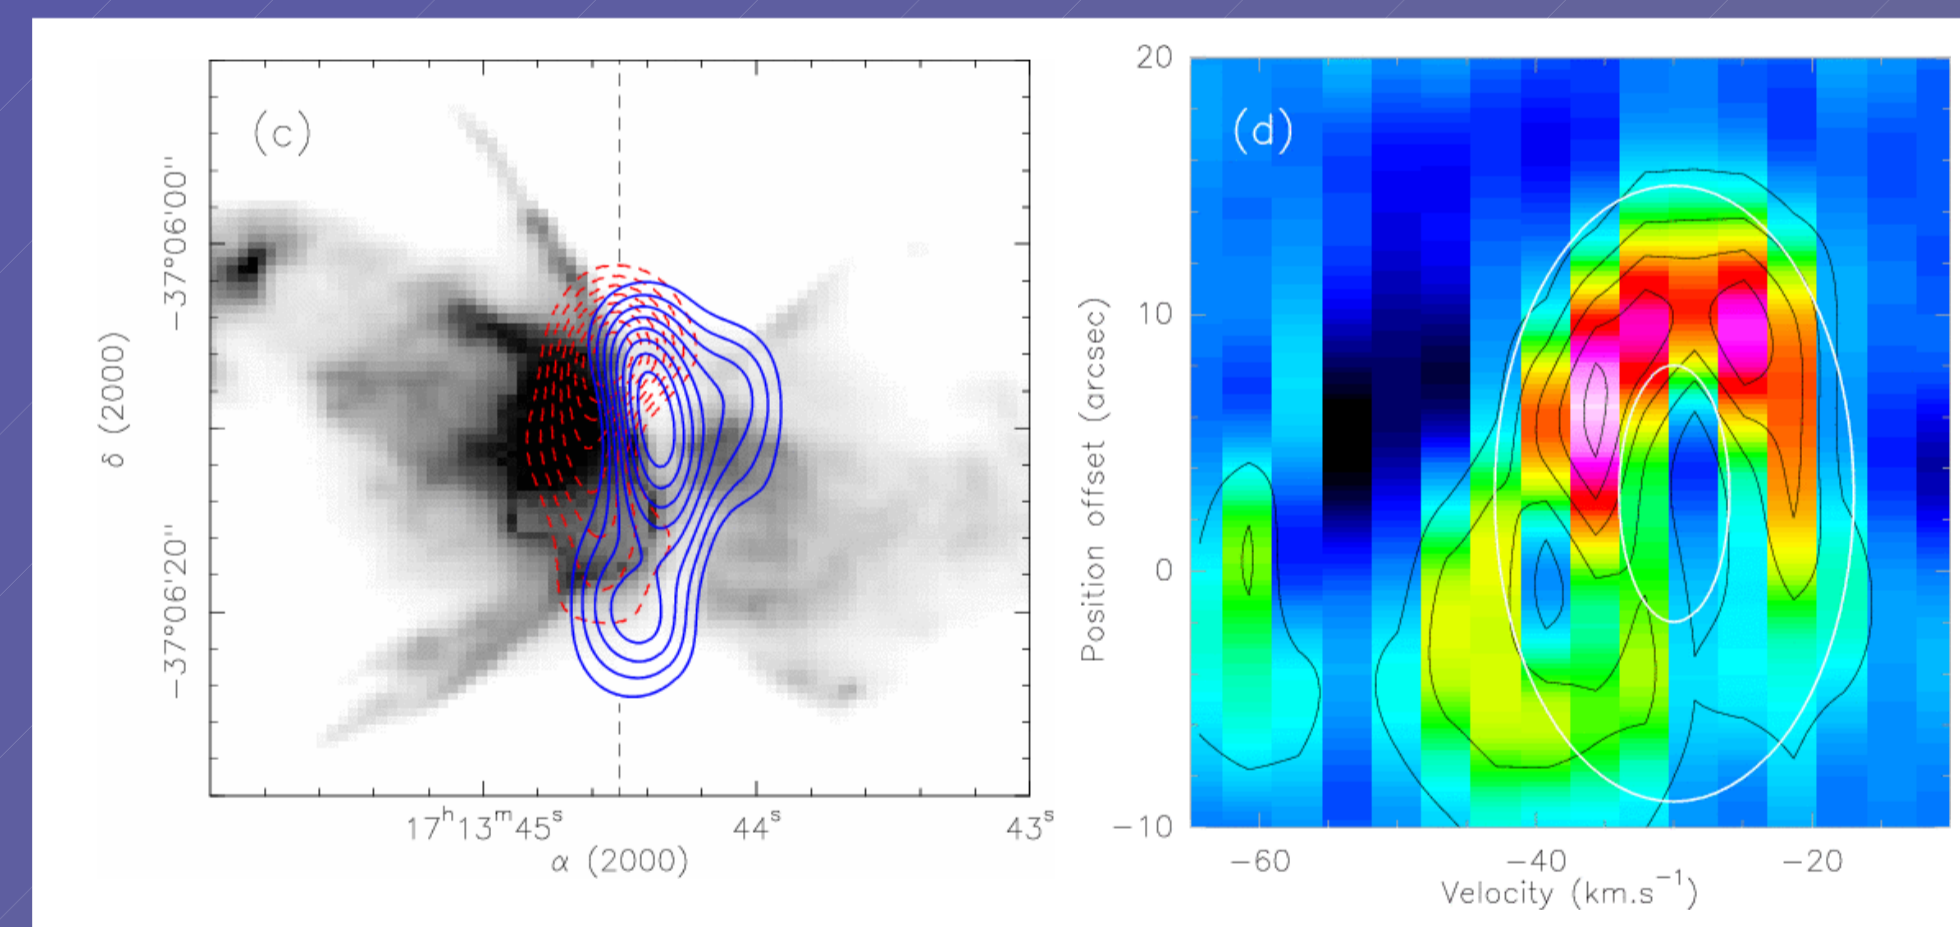 (c)
δ (2000)
−37°06'00"
−37°06'20"
17ʰ13ᵐ45ˢ
44ˢ
43ˢ
α (2000)
(d)
Position offset (arcsec)
20
10
0
−10
−60
−40
−20
Velocity (km.s⁻¹)